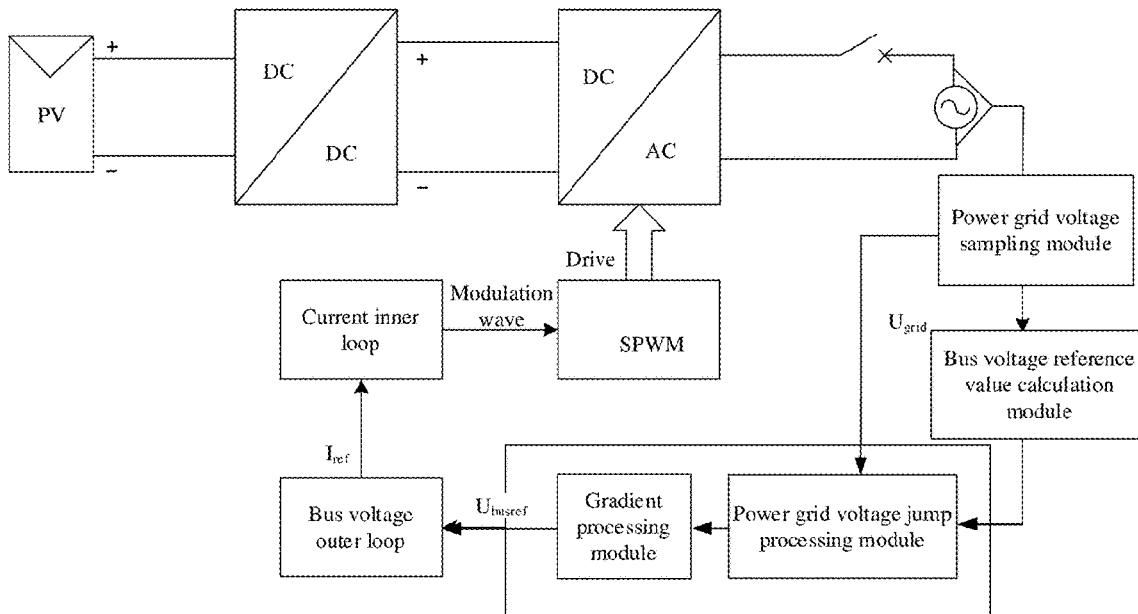 PV
+
−
DC
DC
+
−
DC
AC
Power grid voltage
sampling module
Drive
Modulation
wave
Current inner
loop
SPWM
U_grid
Bus voltage reference
value calculation
module
I_ref
Bus voltage
outer loop
U_busref
Gradient
processing
module
Power grid voltage jump
processing module